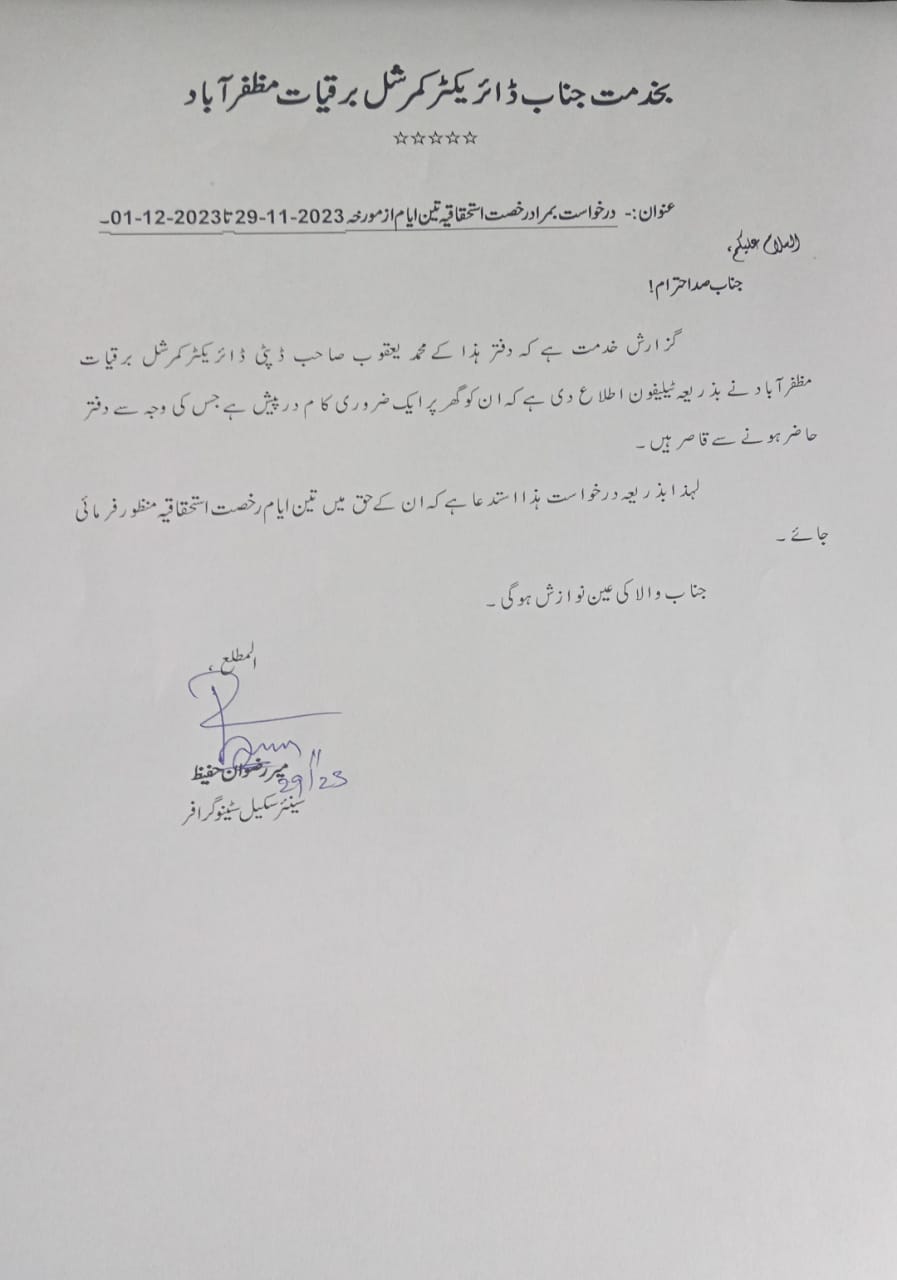 بخدمت جناب ڈائریکٹر کمرشل برقیات مظفرآباد
☆☆☆☆☆
عنوان:- درخواست بمراد رخصت استحقاقیہ تین ایام از مورخہ 29-11-2023 تا 01-12-2023۔
السلام علیکم،
جناب صد احترام!
گزارش خدمت ہے کہ دفتر ہذا کے محمد یعقوب صاحب ڈپٹی ڈائریکٹر کمرشل برقیات
مظفرآباد نے بذریعہ ٹیلیفون اطلاع دی ہے کہ ان کو گھر پر ایک ضروری کام درپیش ہے جس کی وجہ سے دفتر
حاضر ہونے سے قاصر ہیں۔
لہذا بذریعہ درخواست ہذا استدعا ہے کہ ان کے حق میں تین ایام رخصت استحقاقیہ منظور فرمائی
جائے۔
جناب والا کی عین نوازش ہوگی۔
المطلع،
میر رضوان حفیظ
29/11/23
سینئر سکیل سٹینوگرافر